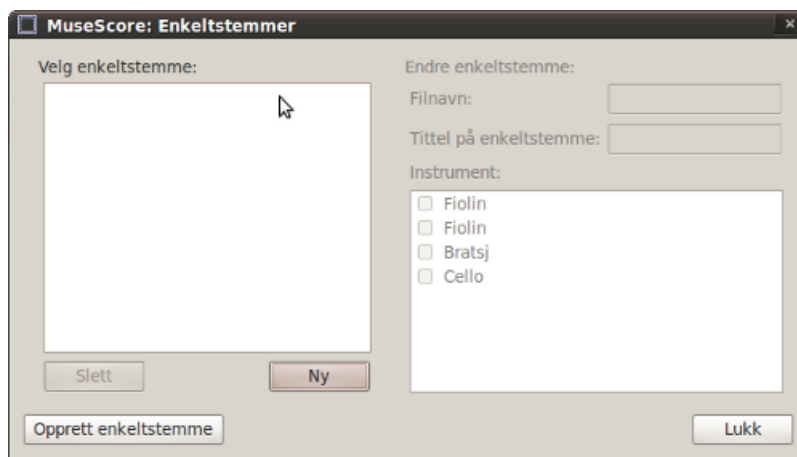 MuseScore: Enkeltstemmer
Velg enkeltstemme:
Slett
Ny
Opprett enkeltstemme
Endre enkeltstemme:
Filnavn:
Tittel på enkeltstemme:
Instrument:
Fiolin
Fiolin
Bratsj
Cello
Lukk